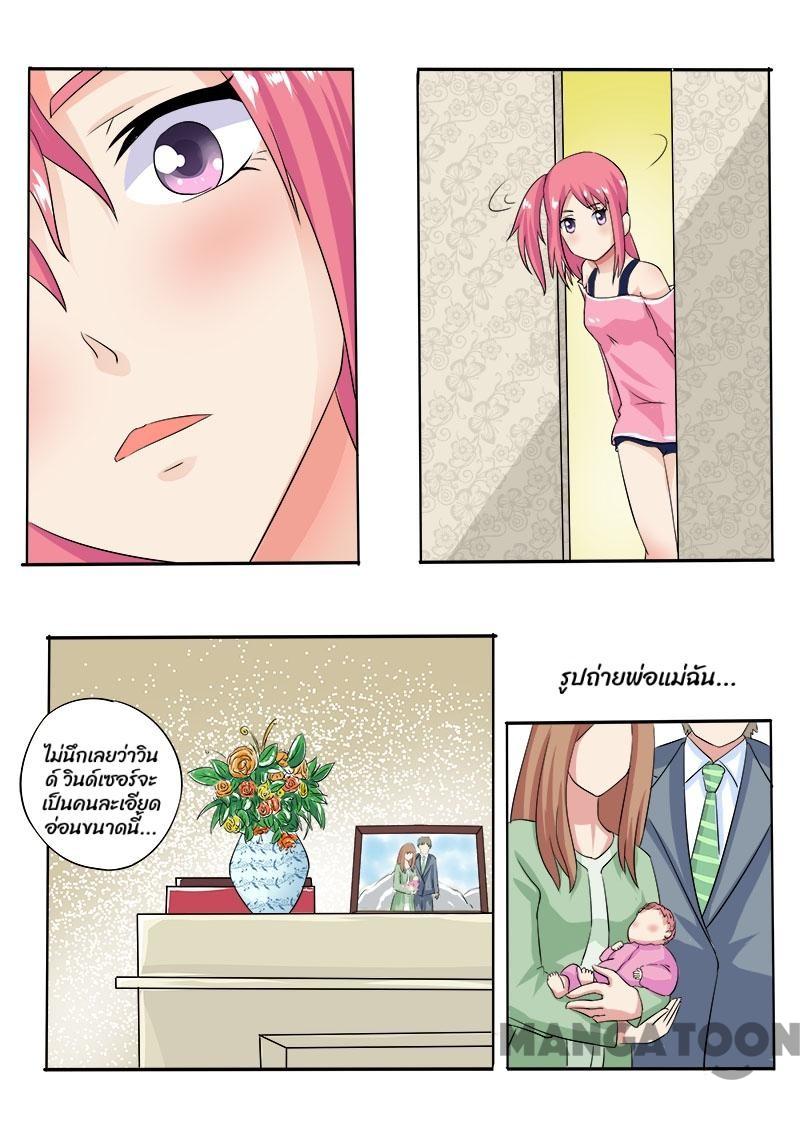 รูปถ่ายพ่อแม่ฉัน...
ไม่นึกเลยว่าวิน
ด์ วินด์เซอร์จะ
เป็นคนละเอียด
อ่อนขนาดนี้...
MANGATOON